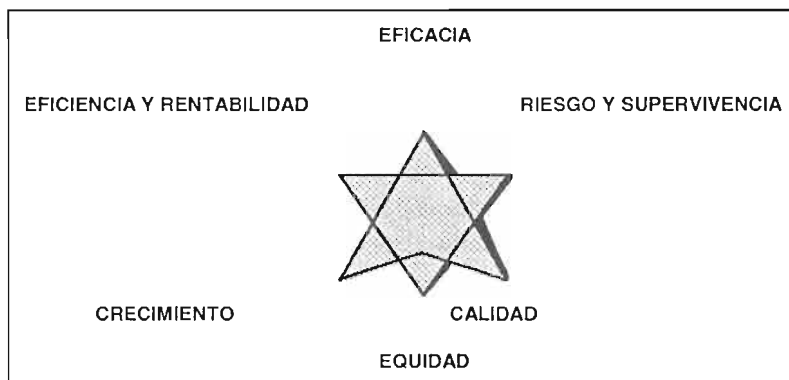 EFICACIA
EFICIENCIA Y RENTABILIDAD
RIESGO Y SUPERVIVENCIA
CRECIMIENTO
CALIDAD
EQUIDAD